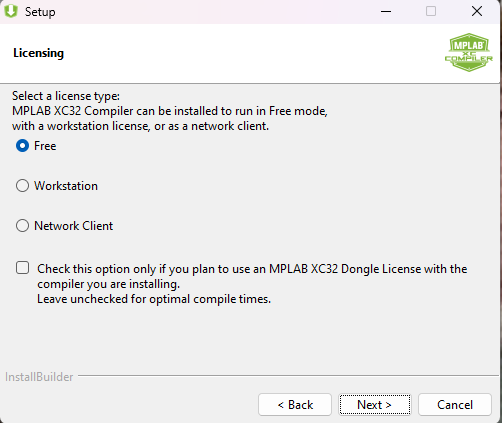 Setup
Licensing
MPLAB
XC
COMPILER
Select a license type:
MPLAB XC32 Compiler can be installed to run in Free mode,
with a workstation license, or as a network client.
Free
Workstation
Network Client
Check this option only if you plan to use an MPLAB XC32 Dongle License with the
compiler you are installing.
Leave unchecked for optimal compile times.
InstallBuilder
< Back
Next >
Cancel